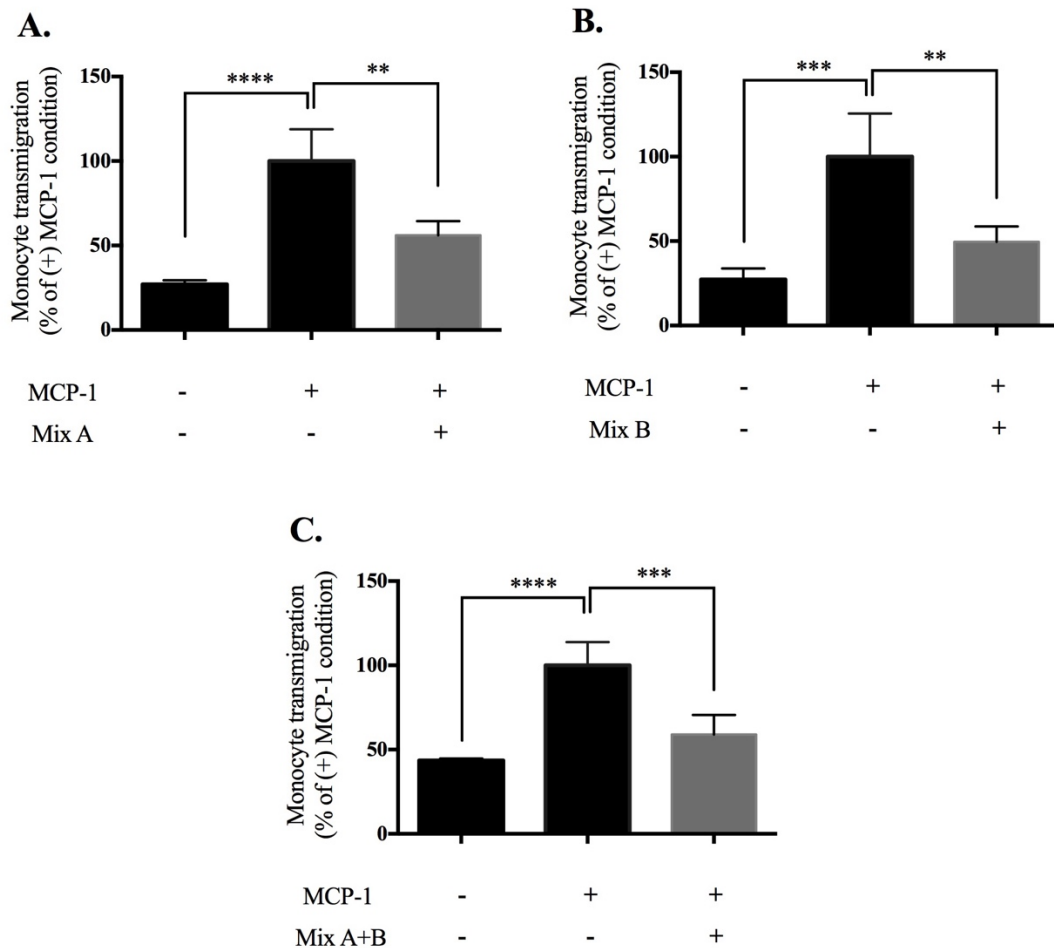 A.
Monocyte transmigration
(% of (+) MCP-1 condition)
150
100
50
0
****
**
MCP-1 - + +
Mix A - - +
B.
Monocyte transmigration
(% of (+) MCP-1 condition)
150
100
50
0
***
**
MCP-1 - + +
Mix B - - +
C.
Monocyte transmigration
(% of (+) MCP-1 condition)
150
100
50
0
****
***
MCP-1 - + +
Mix A+B - - +